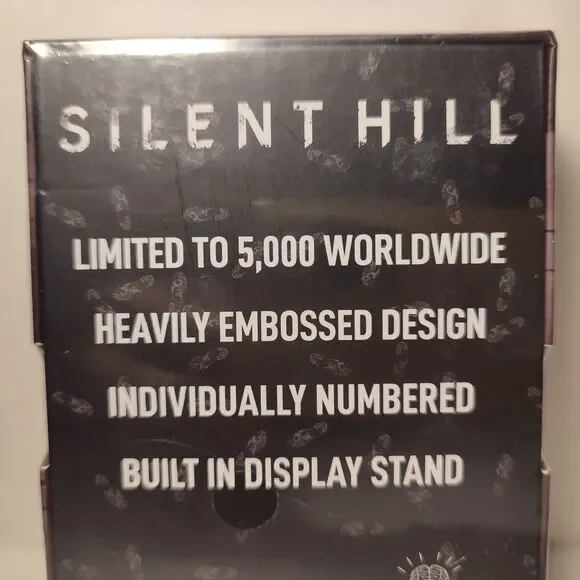 SILENT HILL
LIMITED TO 5,000 WORLDWIDE
HEAVILY EMBOSSED DESIGN
INDIVIDUALLY NUMBERED
BUILT IN DISPLAY STAND